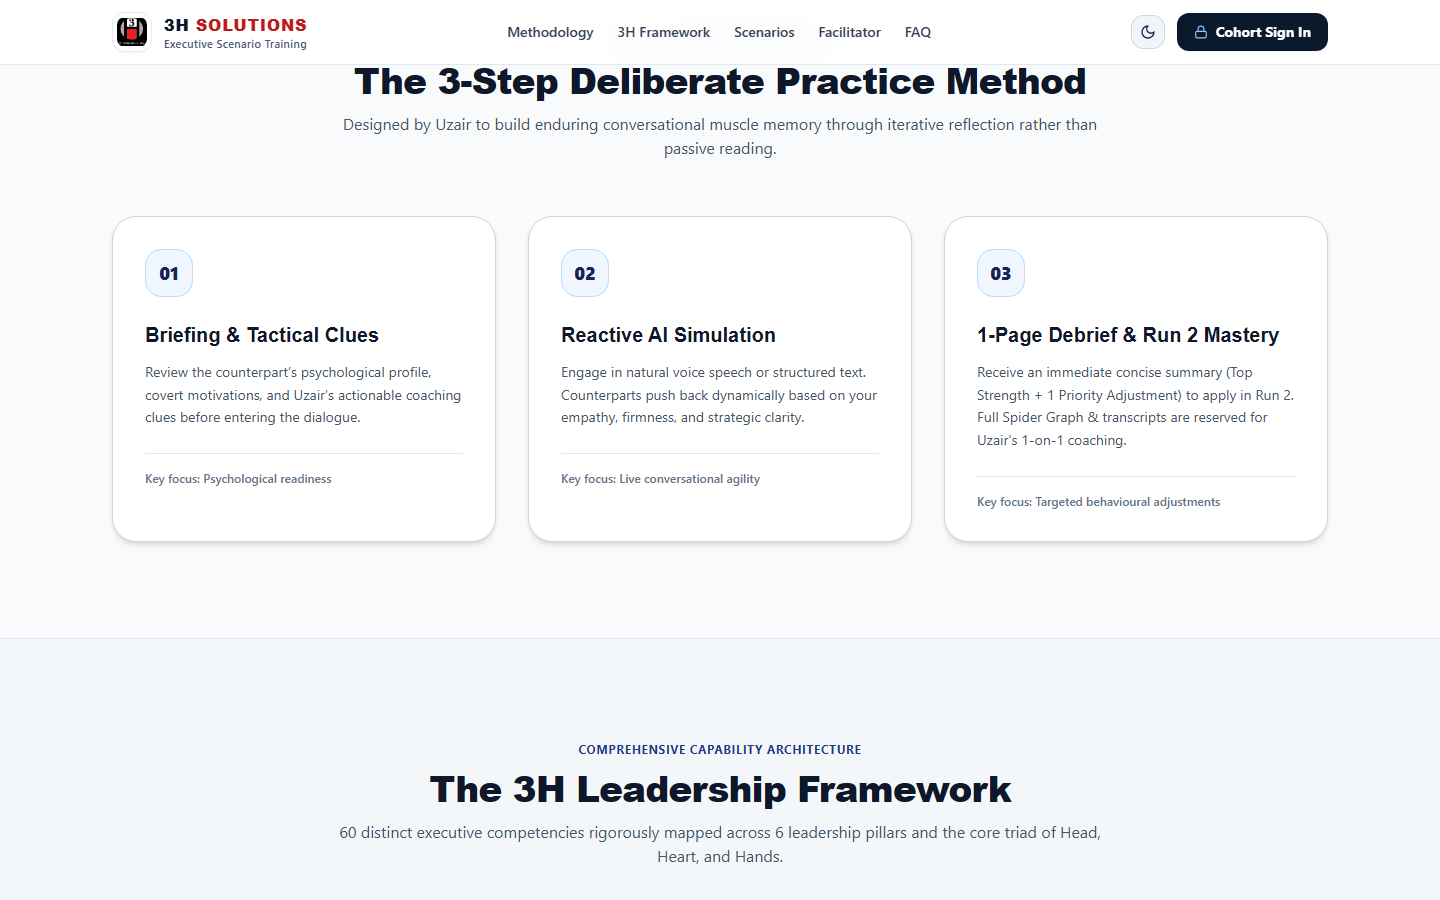 3H SOLUTIONS
Executive Scenario Training
Methodology
3H Framework
Scenarios
Facilitator
FAQ
Cohort Sign In
The 3-Step Deliberate Practice Method
Designed by Uzair to build enduring conversational muscle memory through iterative reflection rather than
passive reading.
01
Briefing & Tactical Clues
Review the counterpart's psychological profile,
covert motivations, and Uzair's actionable coaching
clues before entering the dialogue.
Key focus: Psychological readiness
02
Reactive AI Simulation
Engage in natural voice speech or structured text.
Counterparts push back dynamically based on your
empathy, firmness, and strategic clarity.
Key focus: Live conversational agility
03
1-Page Debrief & Run 2 Mastery
Receive an immediate concise summary (Top
Strength + 1 Priority Adjustment) to apply in Run 2.
Full Spider Graph & transcripts are reserved for
Uzair's 1-on-1 coaching.
Key focus: Targeted behavioural adjustments
COMPREHENSIVE CAPABILITY ARCHITECTURE
The 3H Leadership Framework
60 distinct executive competencies rigorously mapped across 6 leadership pillars and the core triad of Head,
Heart, and Hands.